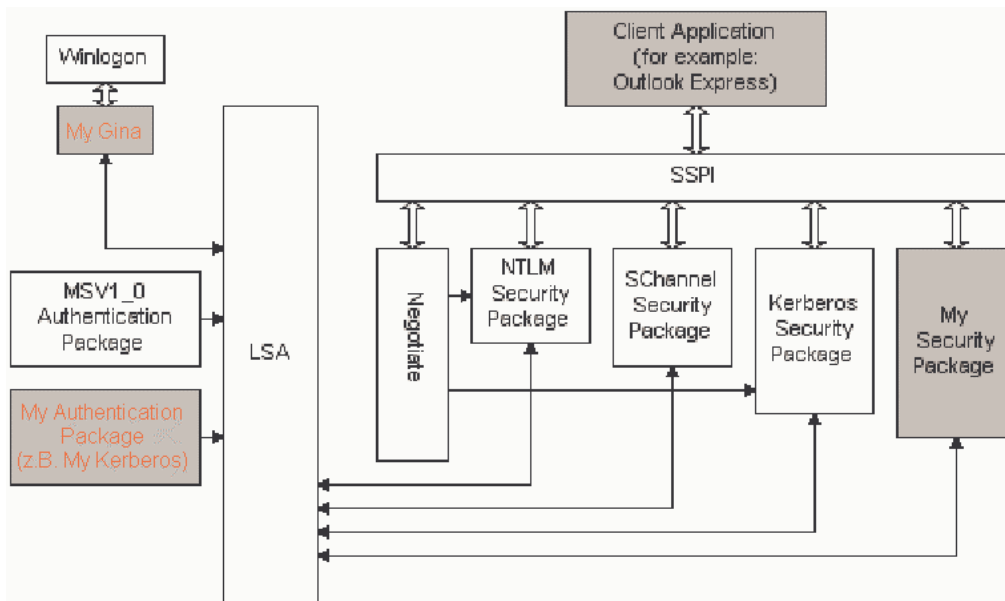 Client Application
(for example:
Outlook Express)
Winlogon
My Gina
SSPI
MSV1_0
Authentication
Package
My Authentication
Package
(z.B. My Kerberos)
LSA
Negotiate
NTLM
Security
Package
SChannel
Security
Package
Kerberos
Security
Package
My
Security
Package